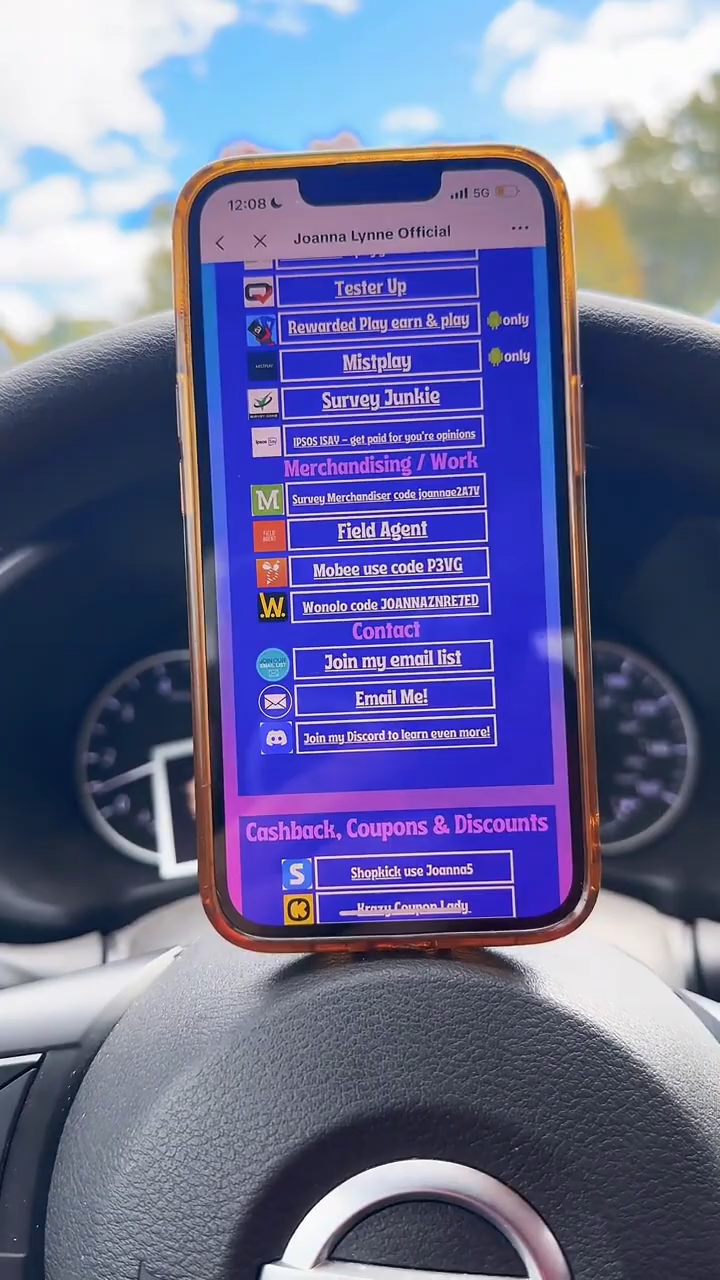 12:08
5G
Joanna Lynne Official
Tester Up
Rewarded Play earn & play
only
Mistplay
only
Survey Junkie
IPSOS ISAY – get paid for you're opinions
Merchandising / Work
M
Survey Merchandiser code joannae2A7V
FIELD AGENT
Field Agent
Mobee use code P3VG
.W.
Wonolo code JOANNAZNRE7ED
Contact
Join my email list
Email Me!
Join my Discord to learn even more!
Cashback, Coupons & Discounts
S
Shopkick use Joanna5
K
Krazy Coupon Lady